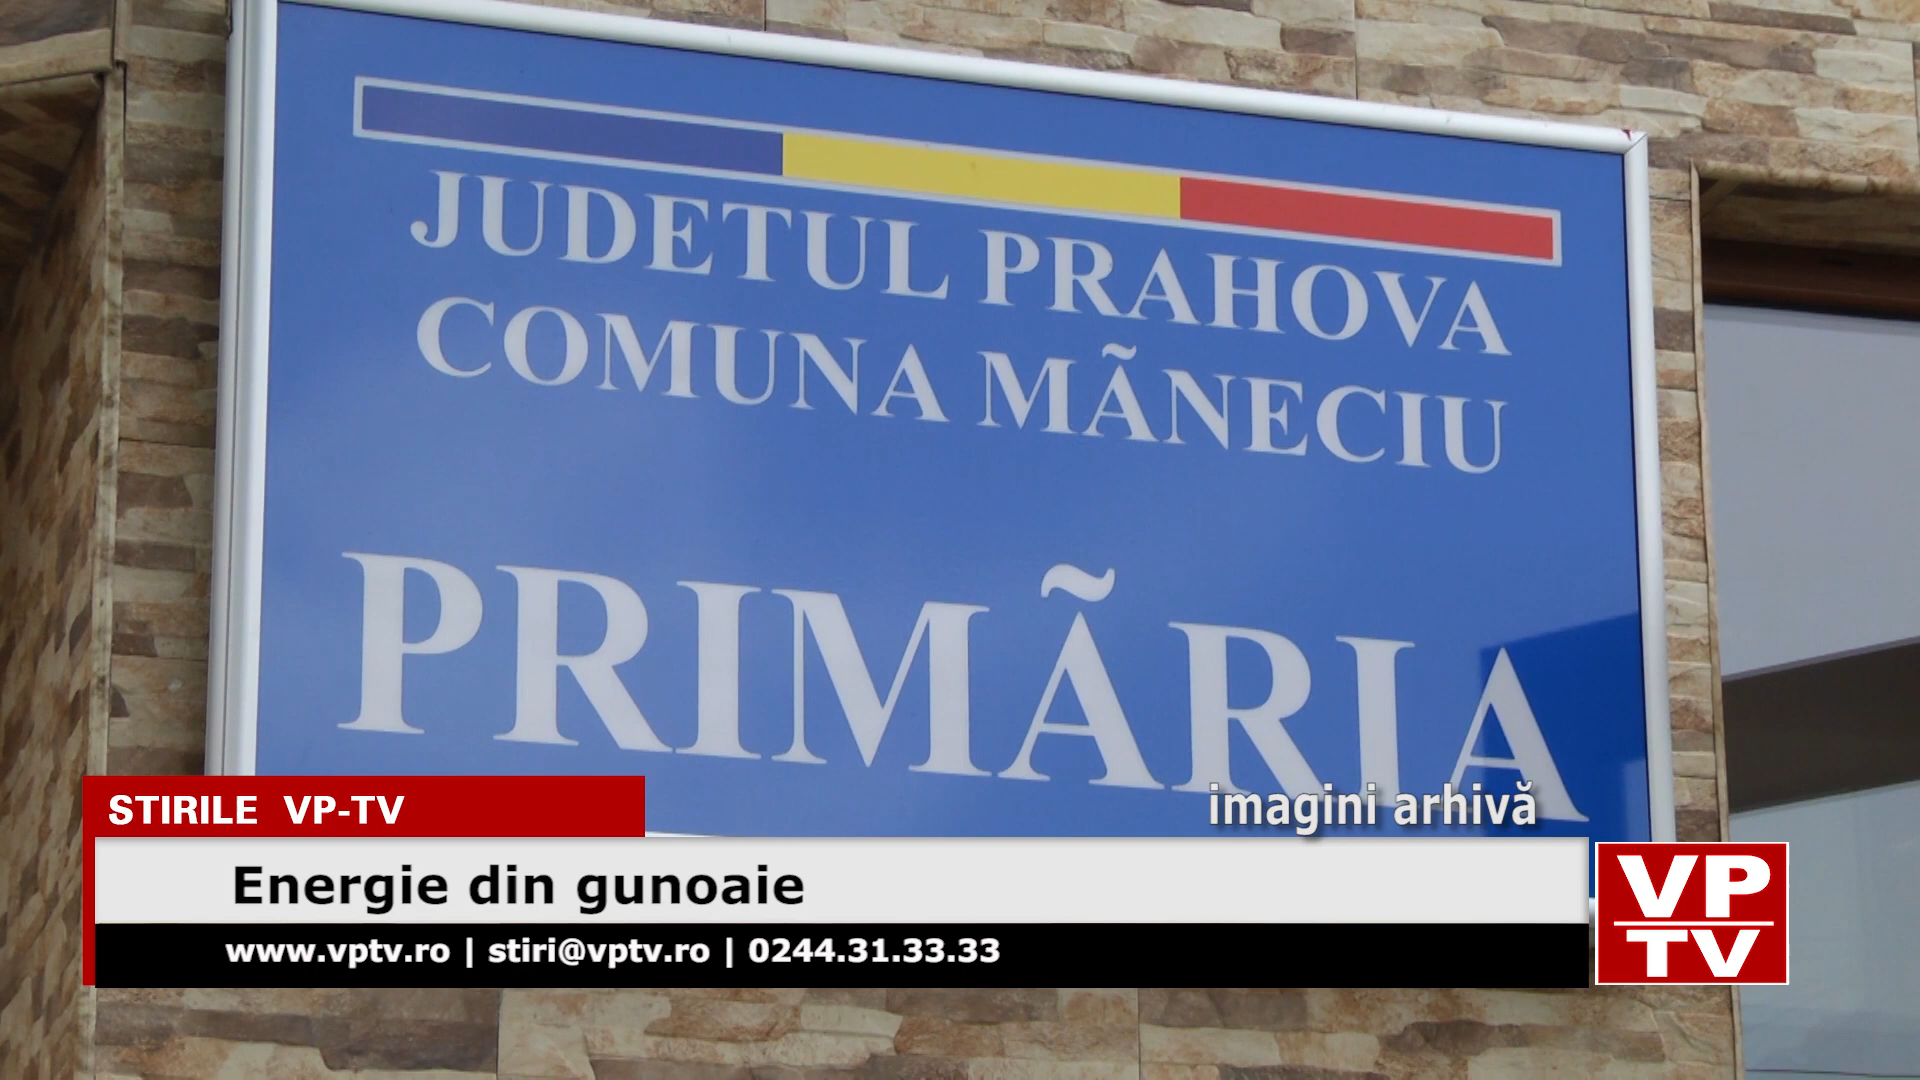 JUDETUL PRAHOVA
COMUNA MÃNECIU
PRIMÃRIA
imagini arhivă
STIRILE VP-TV
Energie din gunoaie
www.vptv.ro | stiri@vptv.ro | 0244.31.33.33
VP
TV